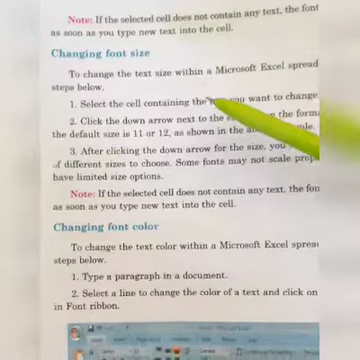 Note: If the selected cell does not contain any text, the font
as soon as you type new text into the cell.
Changing font size
To change the text size within a Microsoft Excel spread
steps below.
1. Select the cell containing the you want to change
2. Click the down arrow next to the the
the default size is 11 or 12, as shown in the
3. After clicking the down arrow for the size, you
of different sizes to choose. Some fonts may not scale
have limited size options.
Note: If the selected cell does not contain any text, the
as soon as you type new text into the cell.
Changing font color
To change the text color within a Microsoft Excel
steps below.
1. Type a paragraph in a document.
2. Select a line to change the color of a text and click on
in Font ribbon.